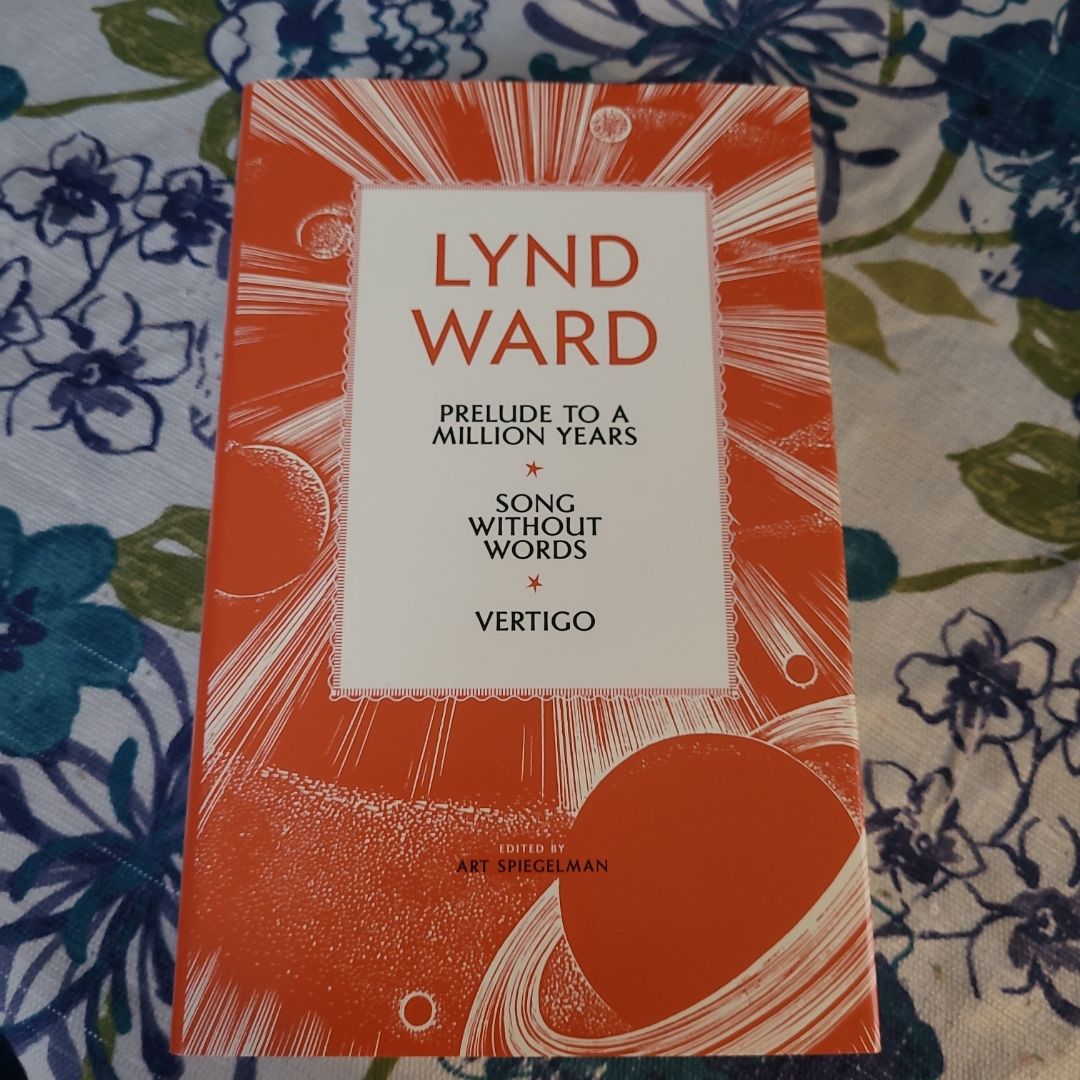 LYND
WARD
PRELUDE TO A
MILLION YEARS
SONG
WITHOUT
WORDS
VERTIGO
EDITED BY
ART SPIEGELMAN